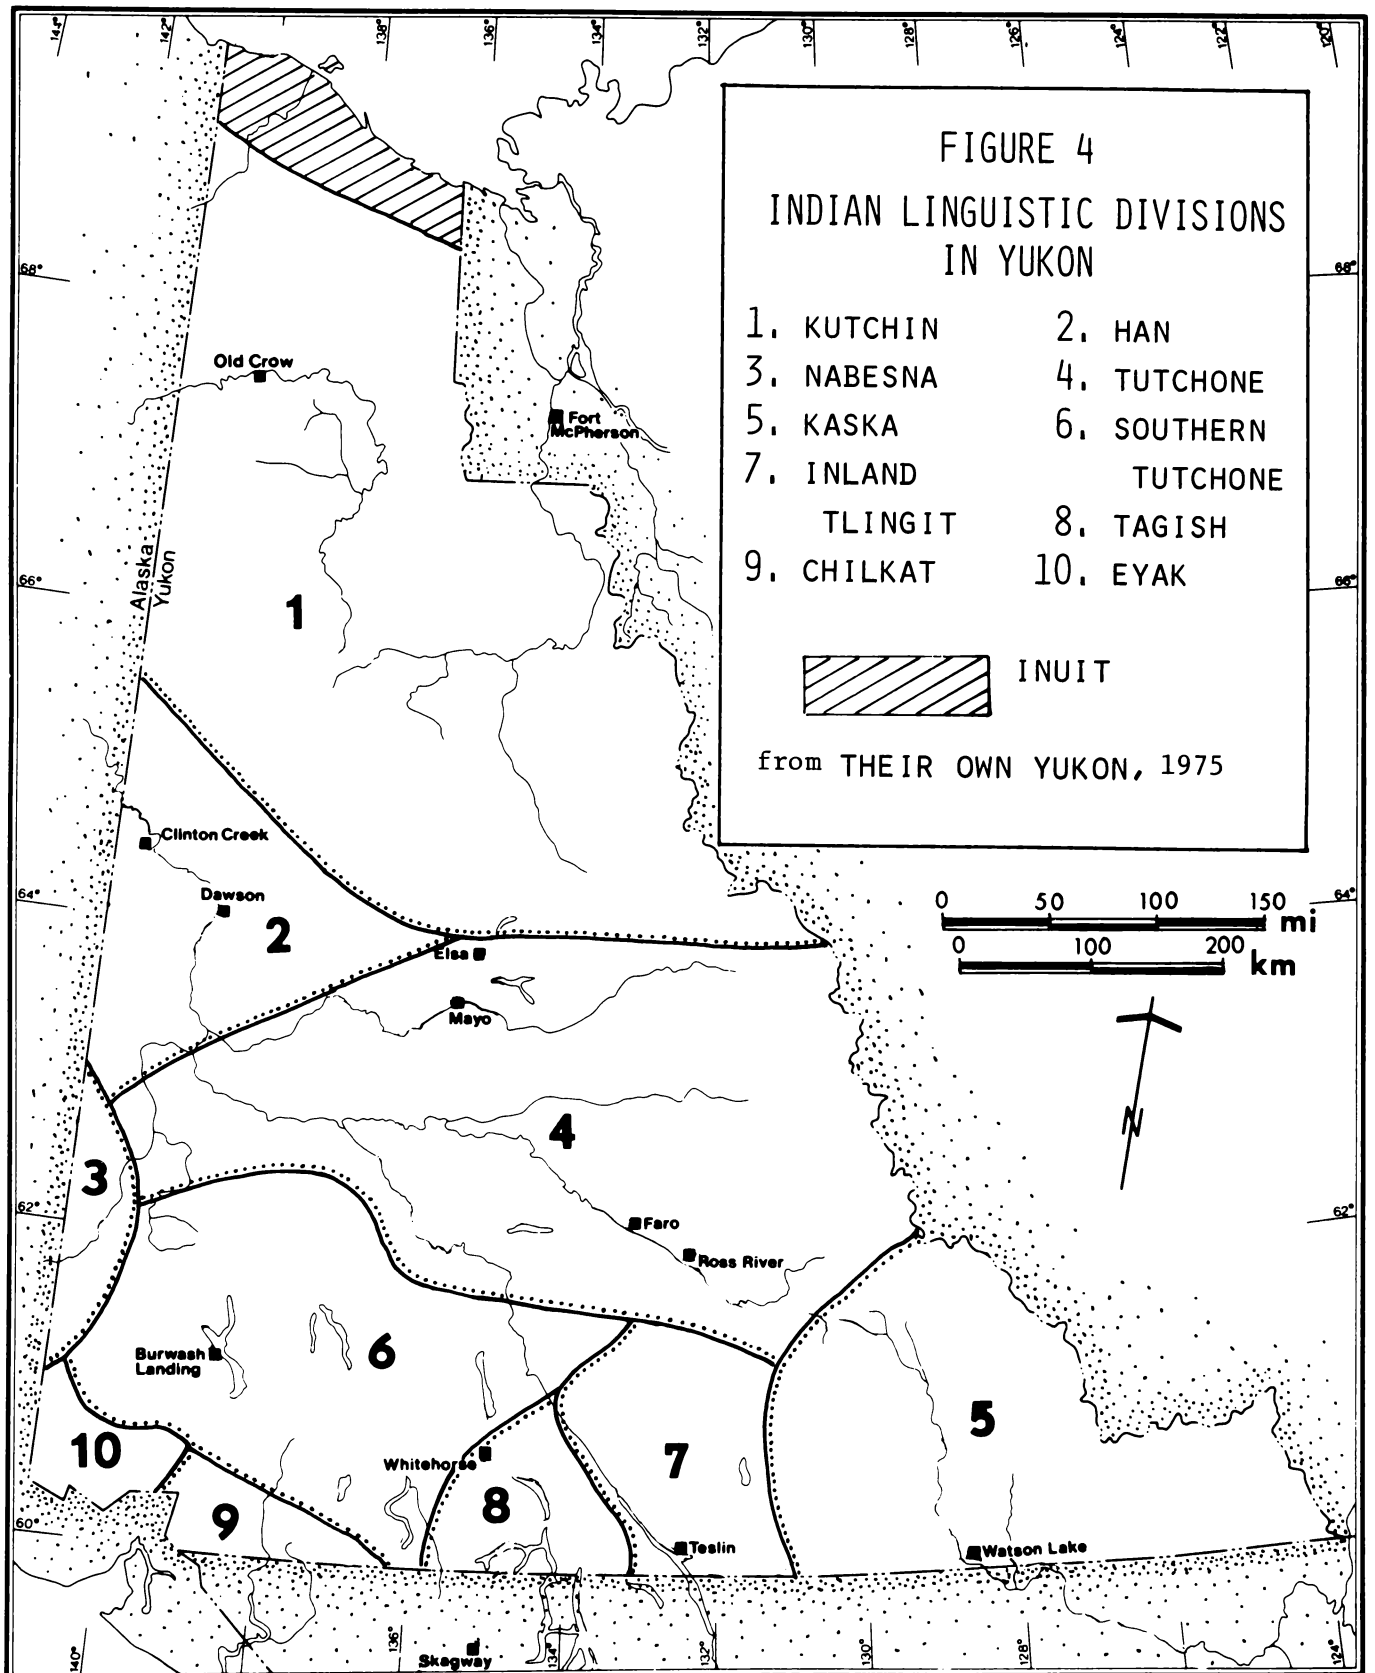 144° 142° 138° 136° 134° 132° 130° 128° 126° 124° 122° 120°
FIGURE 4
INDIAN LINGUISTIC DIVISIONS
IN YUKON
1. KUTCHIN
2. HAN
3. NABESNA
4. TUTCHONE
5. KASKA
6. SOUTHERN
TUTCHONE
7. INLAND
TLINGIT
8. TAGISH
9. CHILKAT
10. EYAK
INUIT
from THEIR OWN YUKON, 1975
68° 68°
Old Crow
Fort
McPherson
Alaska
Yukon
66° 66°
1
Clinton Creek
Dawson
64° 64°
2
Elsa
Mayo
0 50 100 150 mi
0 100 200 km
N
3
4
62° 62°
Faro
Ross River
Burwash
Landing
6
5
10
7
Whitehorse
8
9
60°
Teslin
Watson Lake
Skagway
140° 136° 134° 132° 130° 128° 124°